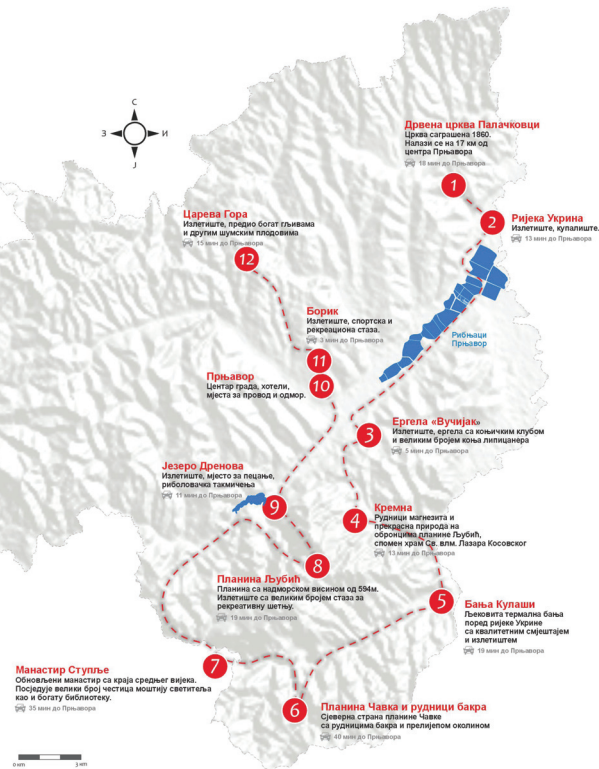 С
З
И
Ј
Дрвена црква Палачковци
Црква саграшена 1860.
Налази се на 17 км од
центра Прњавора
18 мин до Прњавора
1
2
Ријека Укрина
Излетиште, купалиште.
13 мин до Прњавора
Царева Гора
Излетиште, предио богат гљивама
и другим шумским плодовима
15 мин до Прњавора
12
Рибњаци
Прњавор
Борик
Излетиште, спортска и
рекреациона стаза.
3 мин до Прњавора
11
10
Прњавор
Центар града, хотели,
мјеста за провод и одмор.
3
Ергела «Вучијак»
Излетиште, ергела са коњичким клубом
и великим бројем коња липицанера
5 мин до Прњавора
Језеро Дренова
Излетиште, мјесто за пецање,
риболовачка такмичења
11 мин до Прњавора
9
4
Кремна
Рудници магнезита и
прекрасна природа на
обронцима планине Љубић,
спомен храм Св. влм. Лазара Косовског
13 мин до Прњавора
8
Планина Љубић
Планина са надморском висином од 594м.
Излетиште са великим бројем стаза за
рекреативну шетњу.
19 мин до Прњавора
5
Бања Кулаши
Љековита термална бања
поред ријеке Укрине
са квалитетним смјештајем
и излетиштем
19 мин до Прњавора
7
Манастир Ступље
Обновљени манастир са краја средњег вијека.
Посједује велики број честица моштију светитеља
као и богату библиотеку.
35 мин до Прњавора
6
Планина Чавка и рудници бакра
Сјеверна страна планине Чавке
са рудницима бакра и прелијепом околином
40 мин до Прњавора
0 km
3 km